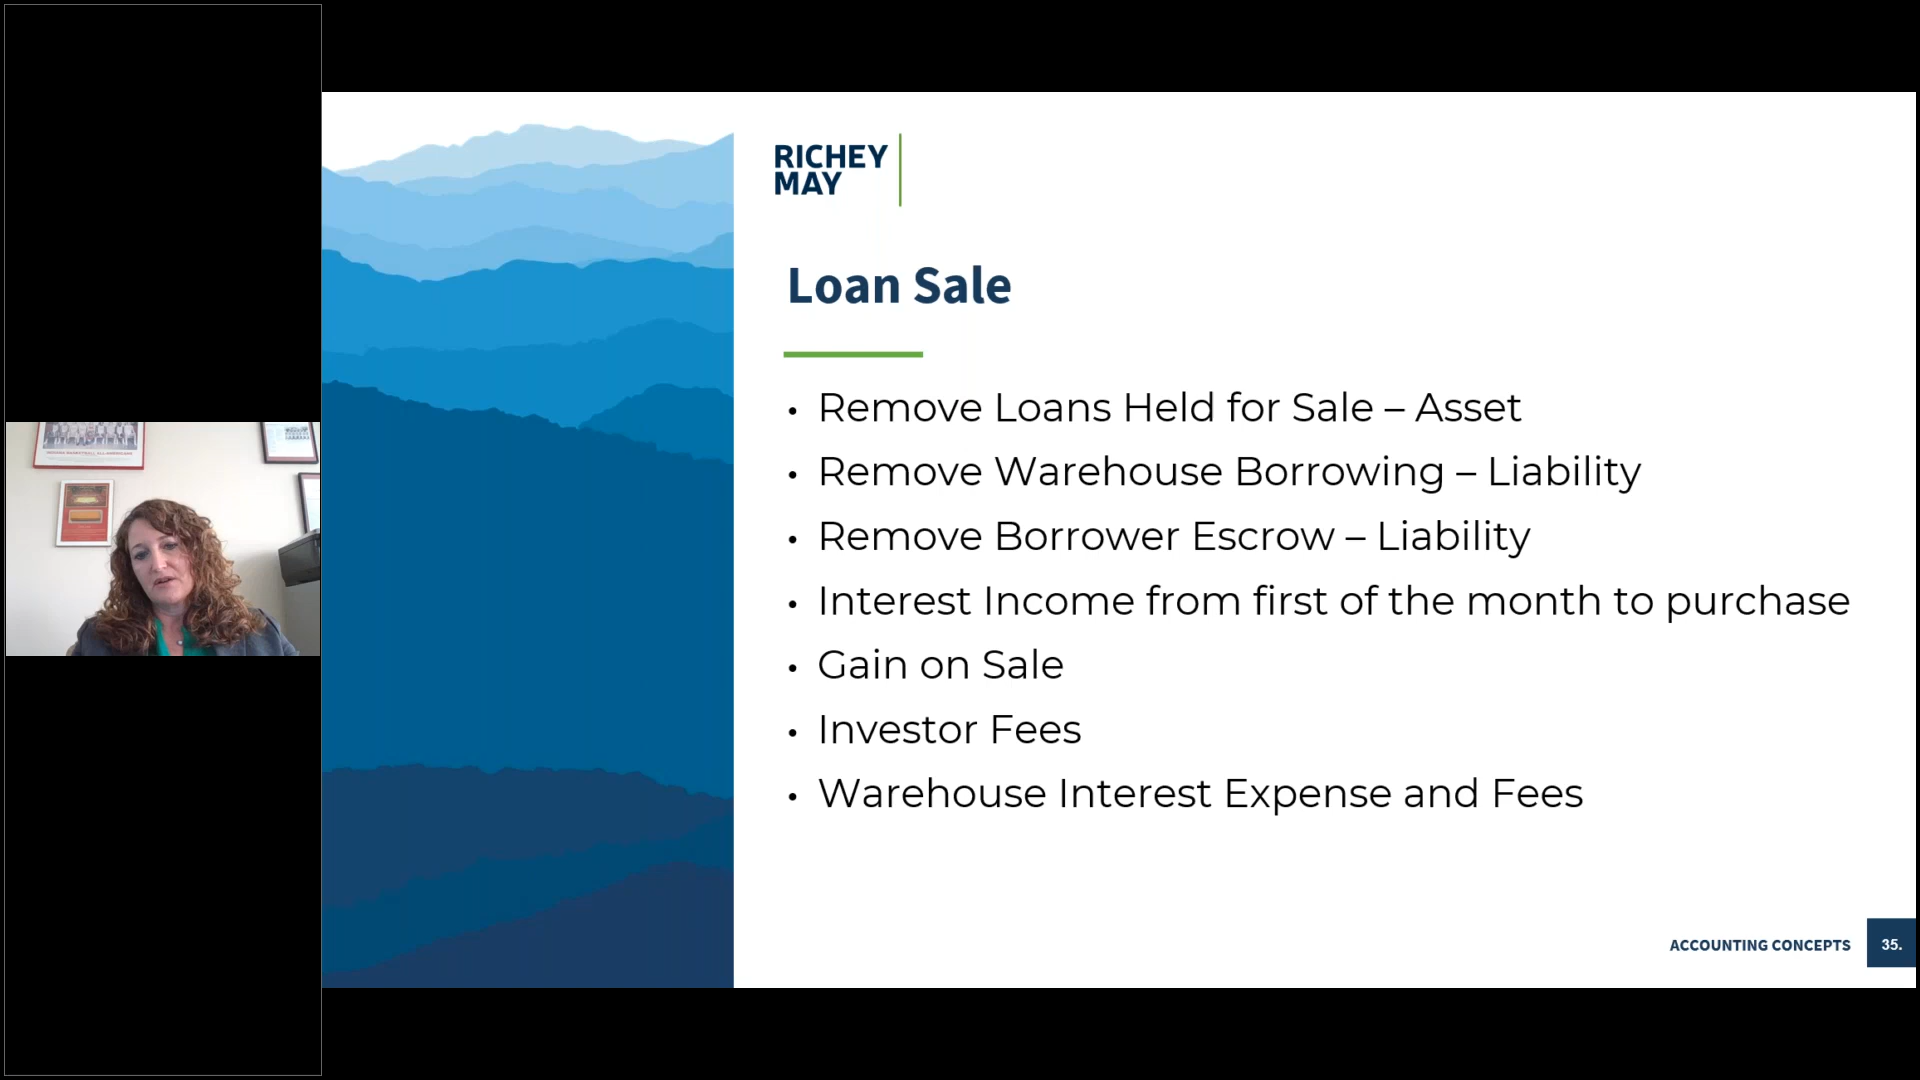 RICHEY
MAY
Loan Sale
• Remove Loans Held for Sale – Asset
• Remove Warehouse Borrowing – Liability
• Remove Borrower Escrow – Liability
• Interest Income from first of the month to purchase
• Gain on Sale
• Investor Fees
• Warehouse Interest Expense and Fees
ACCOUNTING CONCEPTS
35.